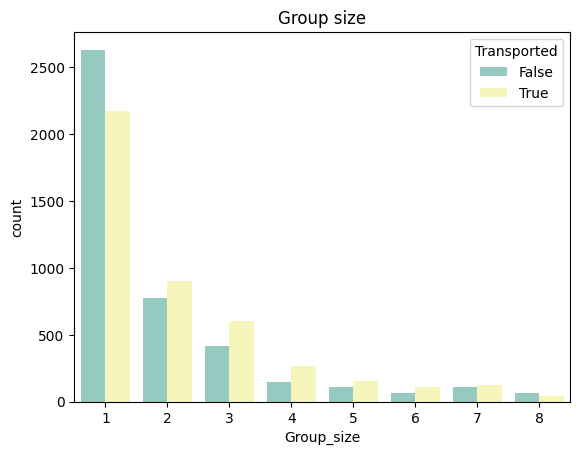 Group size
Transported
False
True
count
2500
2000
1500
1000
500
0
1 2 3 4 5 6 7 8
Group_size